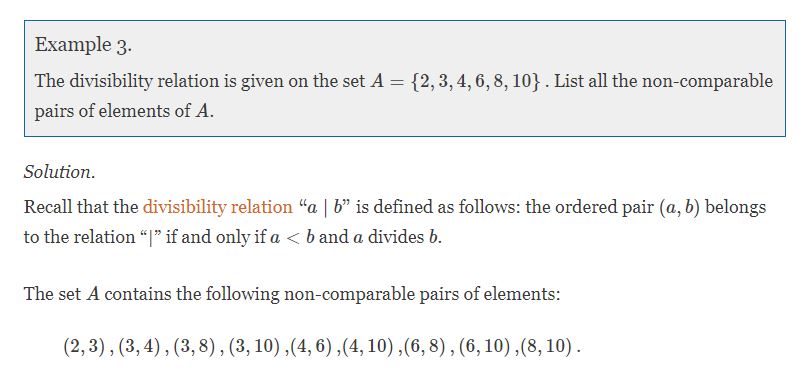 Example 3.
The divisibility relation is given on the set A = {2, 3, 4, 6, 8, 10} . List all the non-comparable
pairs of elements of A.
Solution.
Recall that the divisibility relation “a | b” is defined as follows: the ordered pair (a, b) belongs
to the relation “|” if and only if a < b and a divides b.
The set A contains the following non-comparable pairs of elements:
(2, 3) , (3, 4) , (3, 8) , (3, 10) ,(4, 6) ,(4, 10) ,(6, 8) , (6, 10) ,(8, 10) .